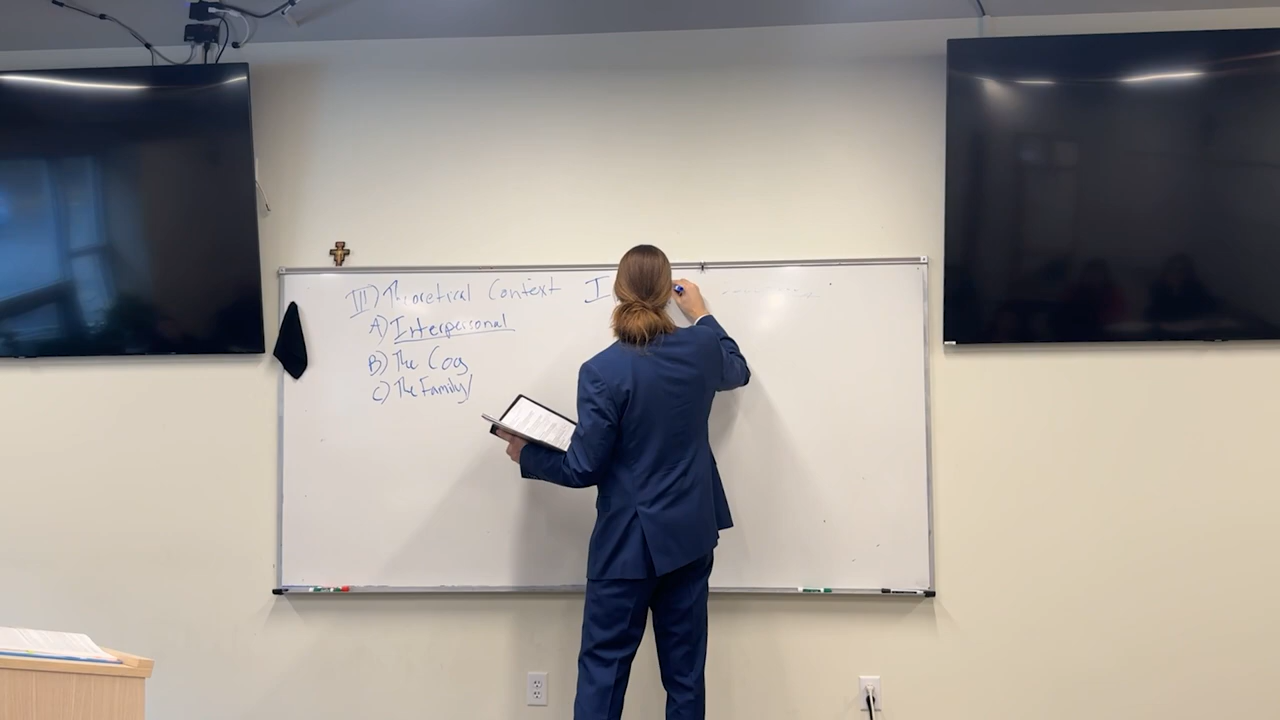 III) Theoretical Context
A) Interpersonal
B) The Cog
C) The Family/
I